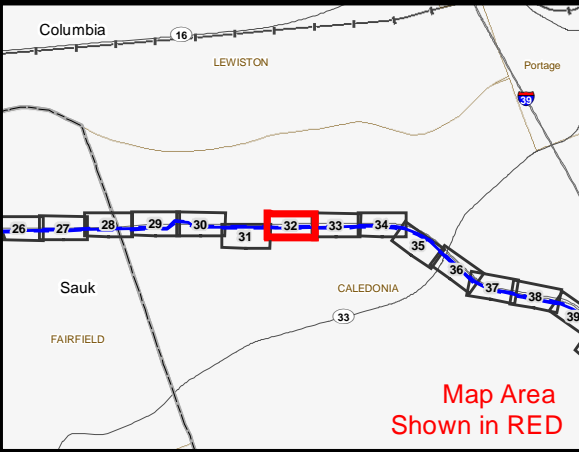 Columbia
16
LEWISTON
Portage
39
26 27 28 29 30 31 32 33 34 35 36 37 38 39
Sauk
CALEDONIA
33
FAIRFIELD
Map Area
Shown in RED